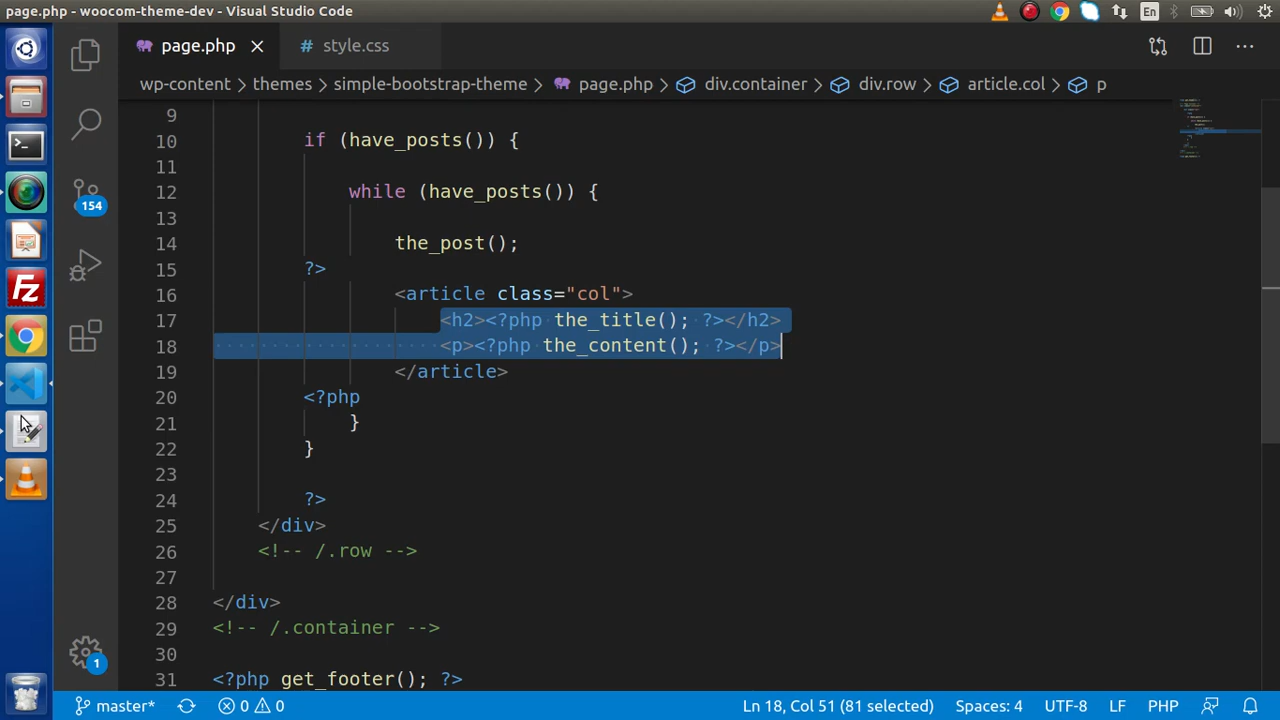 page.php - woocom-theme-dev - Visual Studio Code
En
page.php
# style.css
wp-content > themes > simple-bootstrap-theme > page.php > div.container > div.row > article.col > p
9
10 if (have_posts()) {
11
12 while (have_posts()) {
13
14 the_post();
15 ?>
16 <article class="col">
17 <h2><?php the_title(); ?></h2>
18 <p><?php the_content(); ?></p>
19 </article>
20 <?php
21 }
22 }
23
24 ?>
25 </div>
26 <!-- /.row -->
27
28 </div>
29 <!-- /.container -->
30
31 <?php get_footer(); ?>
154
1
master* 0 0 Ln 18, Col 51 (81 selected) Spaces: 4 UTF-8 LF PHP